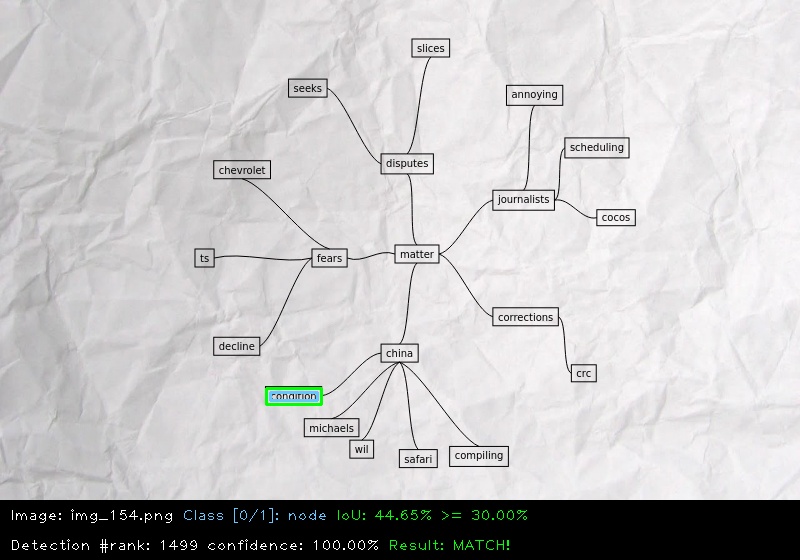 slices
seeks
annoying
scheduling
disputes
chevrolet
journalists
cocos
matter
ts
fears
corrections
decline
china
crc
condition
michaels
wil
safari
compiling
Image: img_154.png Class [0/1]: node IoU: 44.65% >= 30.00%
Detection #rank: 1499 confidence: 100.00% Result: MATCH!